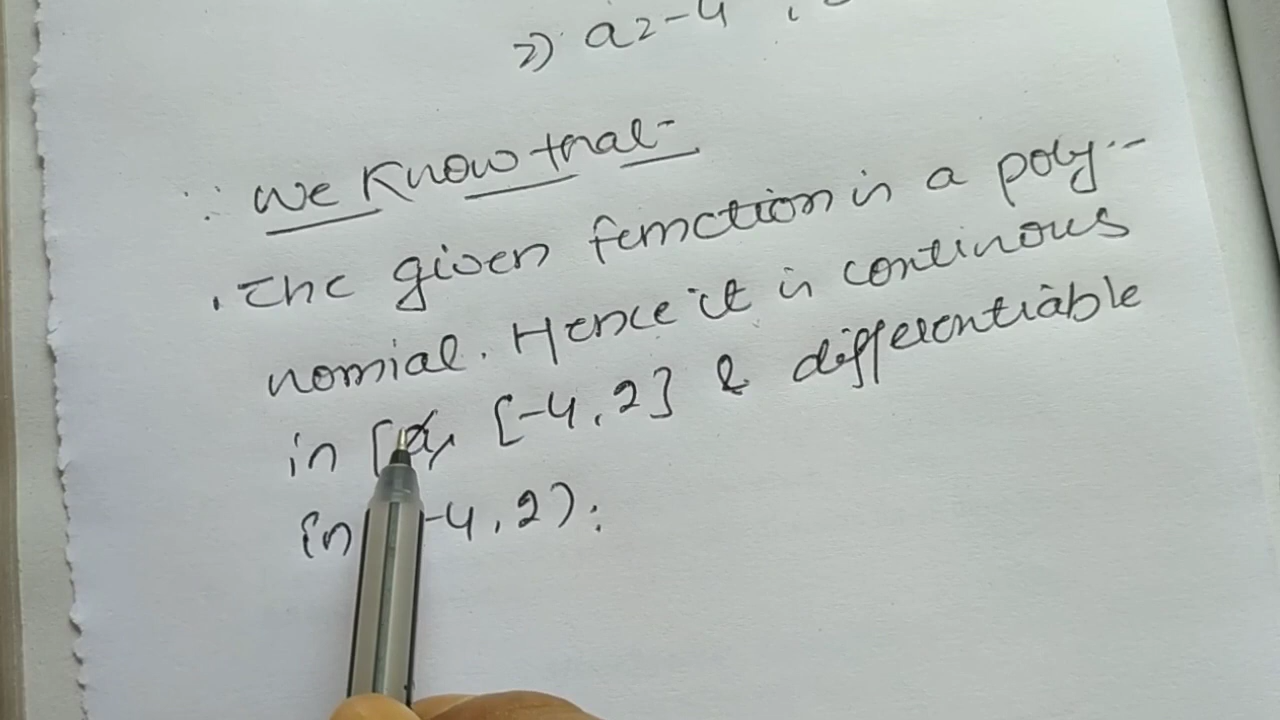 ⇒ a = -4 ,
∵ We Know that-
. The given function is a poly-
nomial. Hence it is continous
in [a, [-4, 2] & differentiable
in (-4, 2).